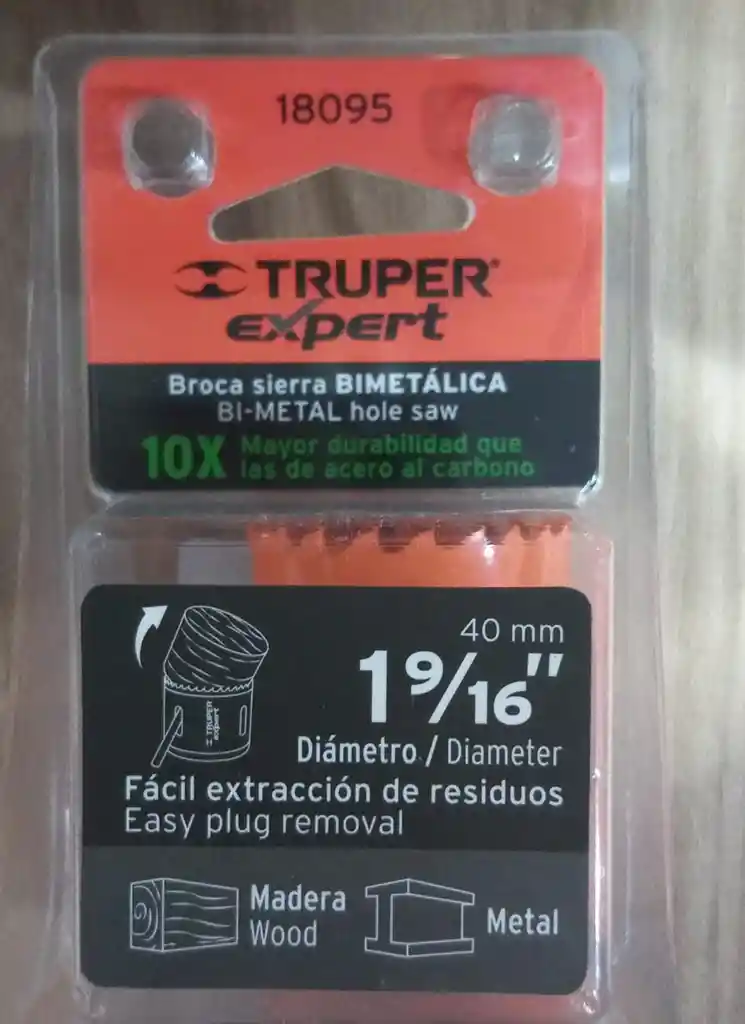 18095
TRUPER®
expert
Broca sierra BIMETÁLICA
BI-METAL hole saw
10X Mayor durabilidad que
las de acero al carbono
40 mm
1 9/16"
TRUPER
expert
Diámetro / Diameter
Fácil extracción de residuos
Easy plug removal
Madera
Wood
Metal